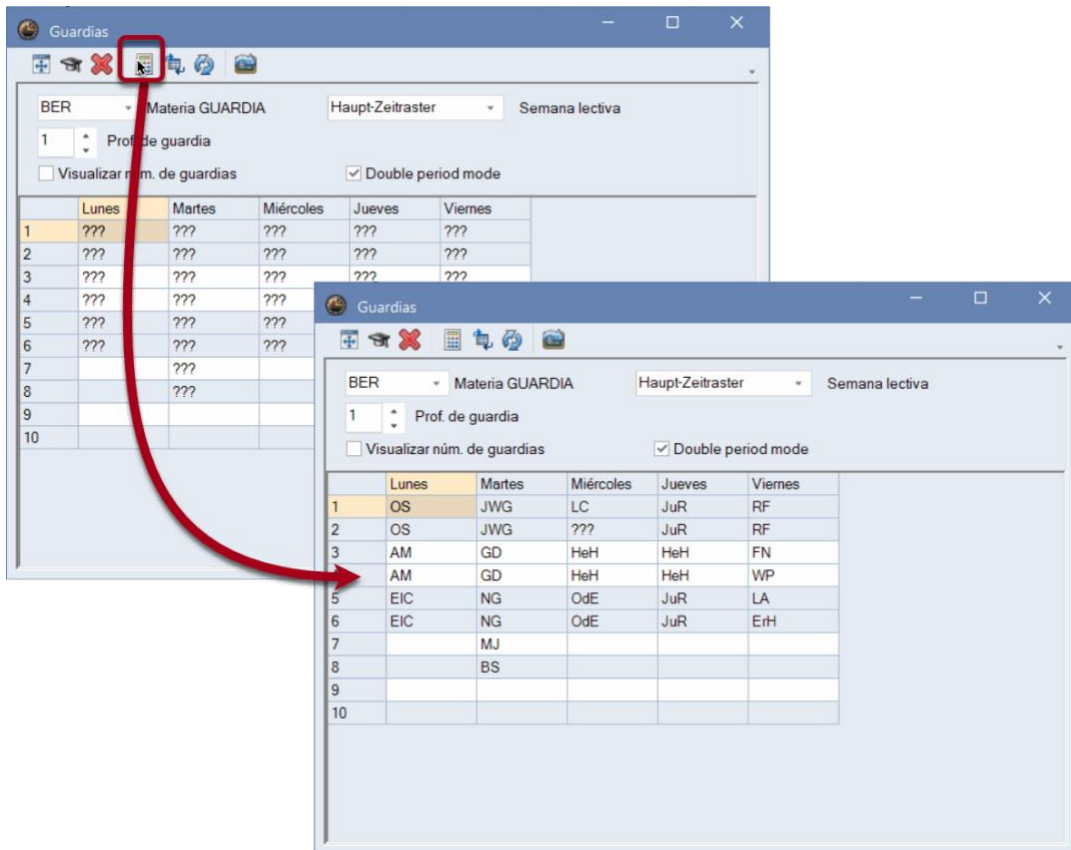 Guardias
BER Materia GUARDIA Haupt-Zeitraster Semana lectiva
1 Prof. de guardia
Visualizar núm. de guardias Double period mode
Lunes Martes Miércoles Jueves Viernes
1 ??? ??? ??? ??? ???
2 ??? ??? ??? ??? ???
3 ??? ??? ??? ??? ???
4 ??? ??? ???
5 ??? ??? ???
6 ??? ??? ???
7 ???
8 ???
9
10
Guardias
BER Materia GUARDIA Haupt-Zeitraster Semana lectiva
1 Prof. de guardia
Visualizar núm. de guardias Double period mode
Lunes Martes Miércoles Jueves Viernes
1 OS JWG LC JuR RF
2 OS JWG ??? JuR RF
3 AM GD HeH HeH FN
AM GD HeH HeH WP
5 EIC NG OdE JuR LA
6 EIC NG OdE JuR ErH
7 MJ
8 BS
9
10